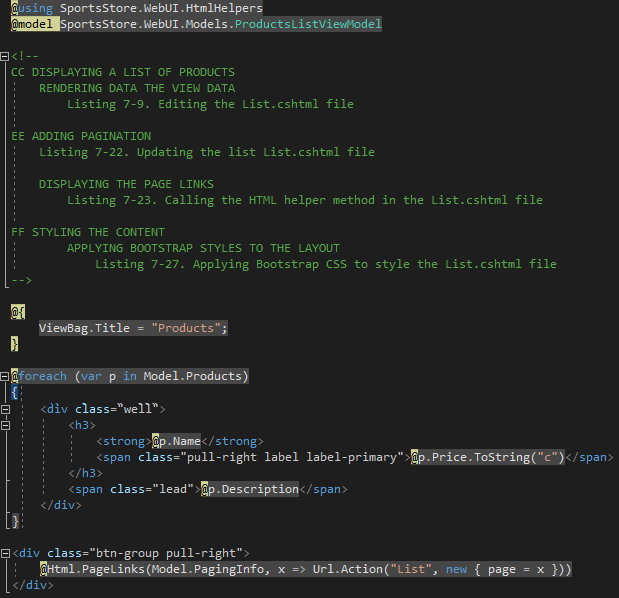 @using SportsStore.WebUI.HtmlHelpers
@model SportsStore.WebUI.Models.ProductsListViewModel
<!--
CC DISPLAYING A LIST OF PRODUCTS
RENDERING DATA THE VIEW DATA
Listing 7-9. Editing the List.cshtml file
EE ADDING PAGINATION
Listing 7-22. Updating the list List.cshtml file
DISPLAYING THE PAGE LINKS
Listing 7-23. Calling the HTML helper method in the List.cshtml file
FF STYLING THE CONTENT
APPLYING BOOTSTRAP STYLES TO THE LAYOUT
Listing 7-27. Applying Bootstrap CSS to style the List.cshtml file
-->
@{
ViewBag.Title = "Products";
}
@foreach (var p in Model.Products)
{
<div class=‟well‟>
<h3>
<strong>@p.Name</strong>
<span class="pull-right label label-primary">@p.Price.ToString("c")</span>
</h3>
<span class="lead">@p.Description</span>
</div>
}
<div class="btn-group pull-right">
@Html.PageLinks(Model.PagingInfo, x => Url.Action("List", new { page = x }))
</div>